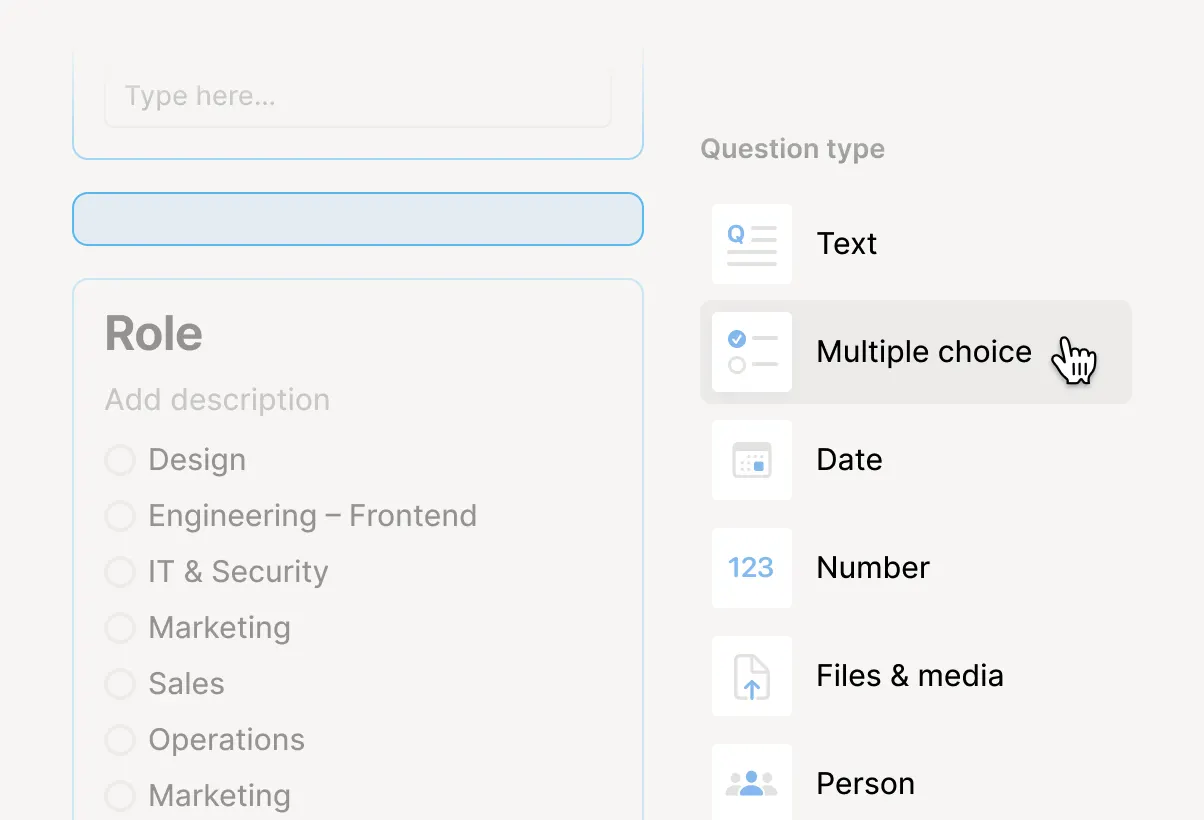 Type here...
Role
Add description
Design
Engineering – Frontend
IT & Security
Marketing
Sales
Operations
Marketing
Question type
Q
Text
Multiple choice
Date
123
Number
Files & media
Person